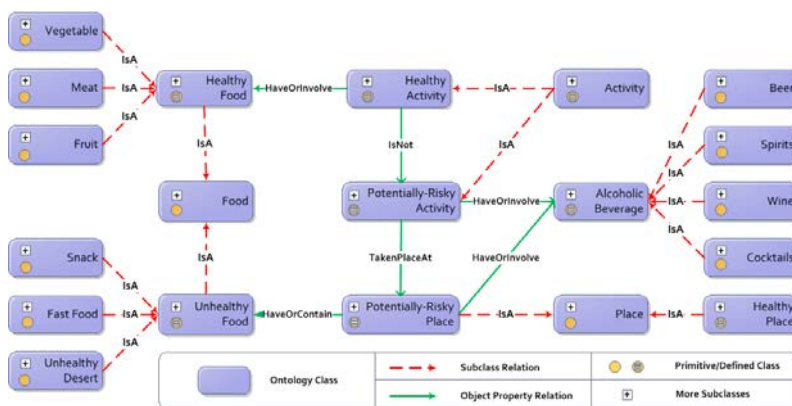 Vegetable
IsA
Meat
IsA
Fruit
IsA
Healthy
Food
HaveOrInvolve
Healthy
Activity
IsA
Activity
Beer
IsA
Spirits
IsA
Wine
IsA
Cocktails
IsA
IsA
IsNot
IsA
Food
Potentially-Risky
Activity
HaveOrInvolve
Alcoholic
Beverage
IsA
TakenPlaceAt
HaveOrInvolve
Snack
IsA
Fast Food
IsA
Unhealthy
Desert
IsA
Unhealthy
Food
HaveOrContain
Potentially-Risky
Place
IsA
Place
IsA
Healthy
Place
Ontology Class
Subclass Relation
Object Property Relation
Primitive/Defined Class
More Subclasses